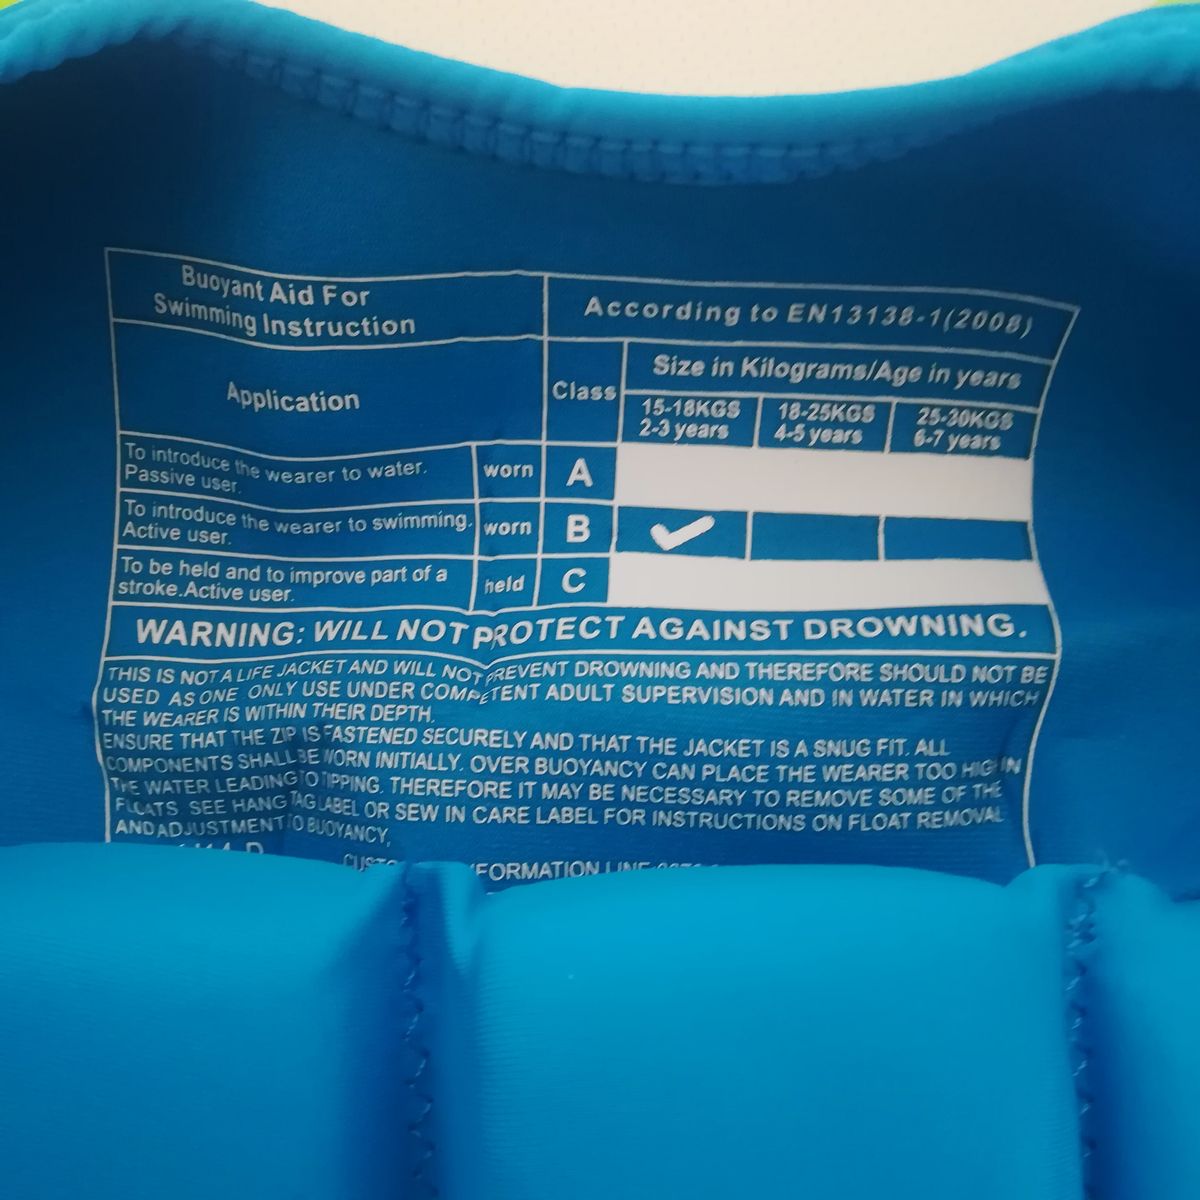 Buoyant Aid For
Swimming Instruction
According to EN13138-1(2008)
Application
Class
Size in Kilograms/Age in years
15-18KGS
2-3 years
18-25KGS
4-5 years
25-30KGS
6-7 years
To introduce the wearer to water.
Passive user.
worn
A
To introduce the wearer to swimming.
Active user.
worn
B
To be held and to improve part of a
stroke.Active user.
held
C
WARNING: WILL NOT PROTECT AGAINST DROWNING.
THIS IS NOT A LIFE JACKET AND WILL NOT PREVENT DROWNING AND THEREFORE SHOULD NOT BE
USED AS ONE ONLY USE UNDER COMPETENT ADULT SUPERVISION AND IN WATER IN WHICH
THE WEARER IS WITHIN THEIR DEPTH.
ENSURE THAT THE ZIP IS FASTENED SECURELY AND THAT THE JACKET IS A SNUG FIT. ALL
COMPONENTS SHALL BE WORN INITIALLY. OVER BUOYANCY CAN PLACE THE WEARER TOO HIGH IN
THE WATER LEADING TO TIPPING. THEREFORE IT MAY BE NECESSARY TO REMOVE SOME OF THE
FLOATS SEE HANG TAG LABEL OR SEW IN CARE LABEL FOR INSTRUCTIONS ON FLOAT REMOVAL
AND ADJUSTMENT TO BUOYANCY,
LINE